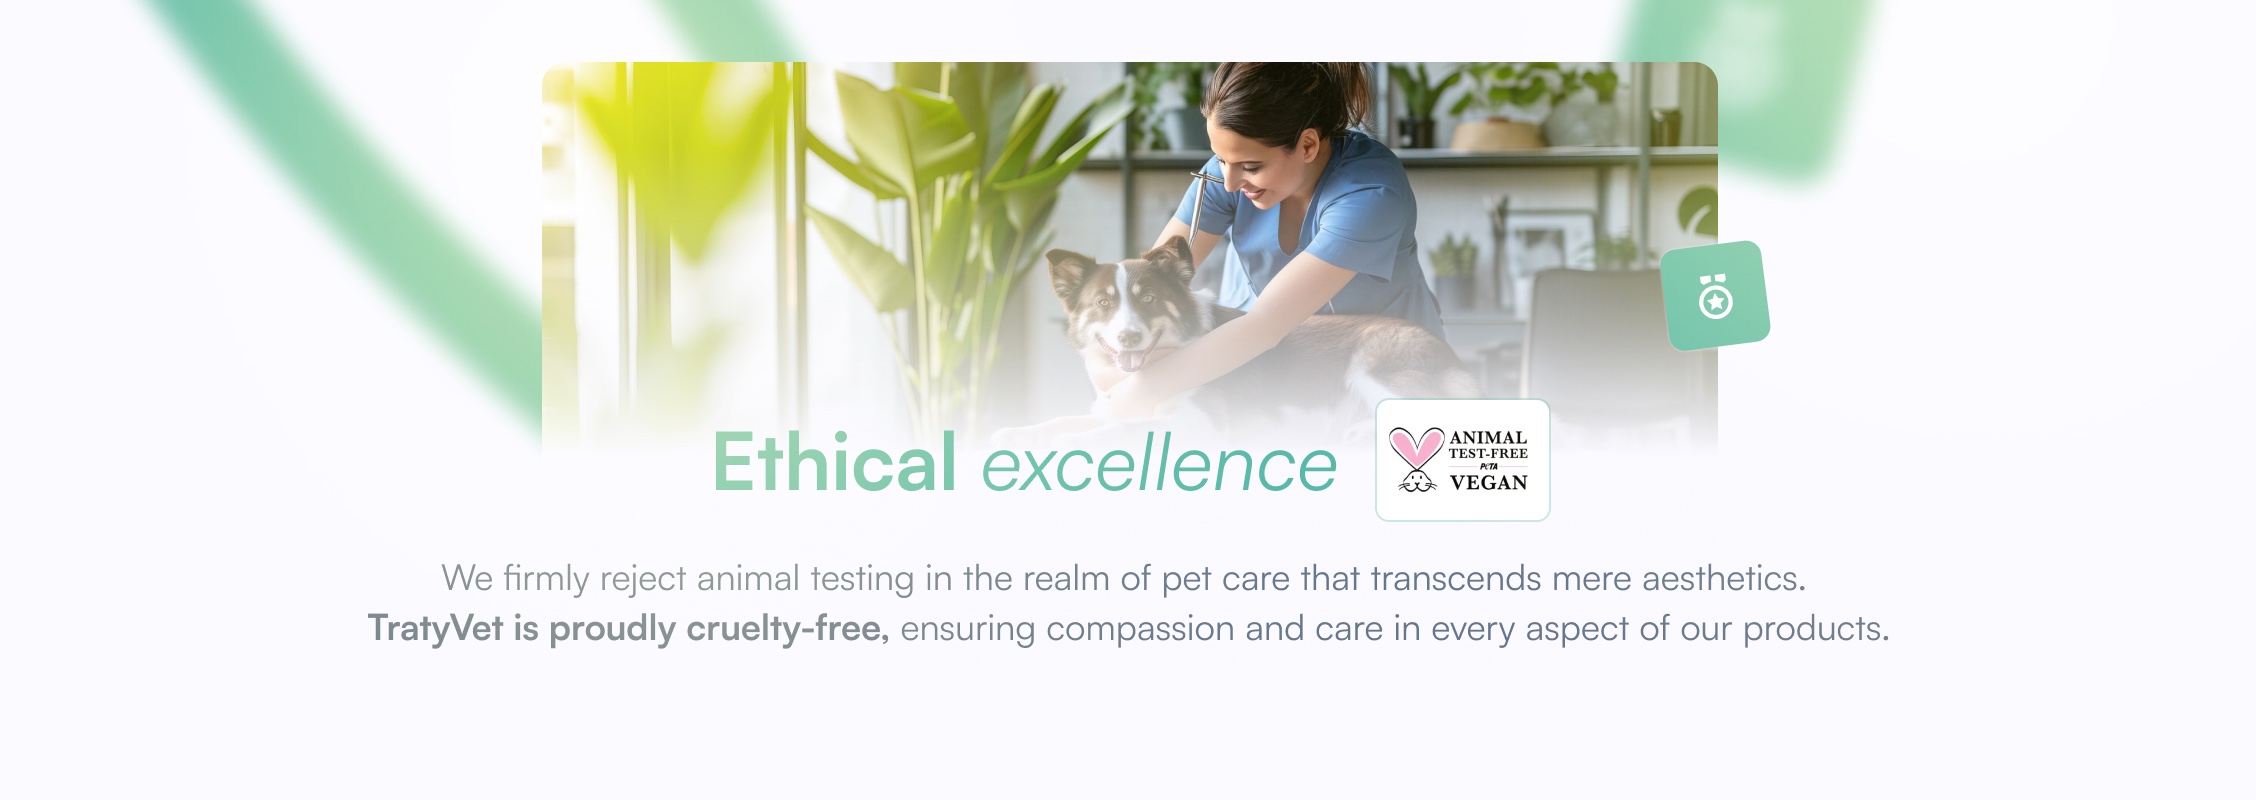 Ethical excellence
ANIMAL
TEST-FREE
PETA
VEGAN
We firmly reject animal testing in the realm of pet care that transcends mere aesthetics.
TratyVet is proudly cruelty-free, ensuring compassion and care in every aspect of our products.